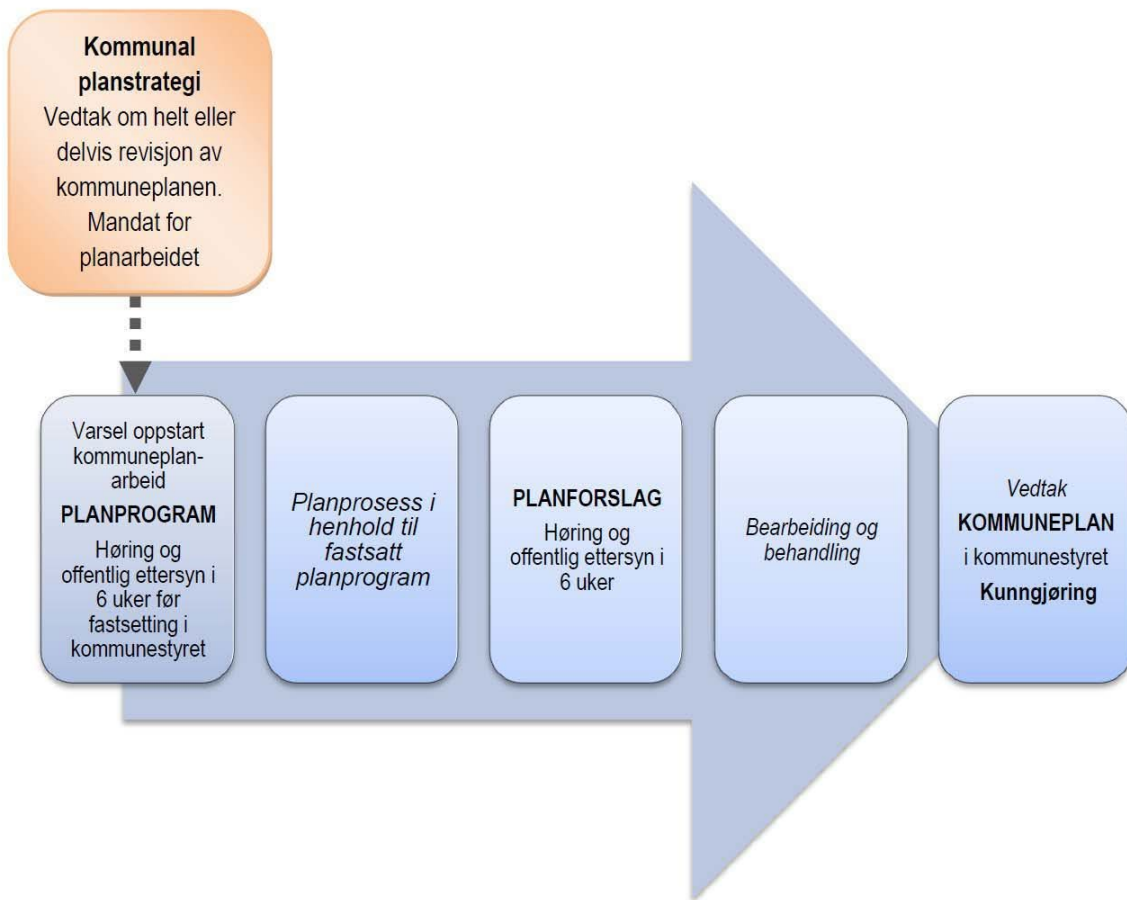 Kommunal
planstrategi
Vedtak om helt eller
delvis revisjon av
kommuneplanen.
Mandat for
planarbeidet
Varsel oppstart
kommuneplan-
arbeid
PLANPROGRAM
Høring og
offentlig ettersyn i
6 uker før
fastsetting i
kommunestyret
Planprosess i
henhold til
fastsatt
planprogram
PLANFORSLAG
Høring og
offentlig ettersyn i
6 uker
Bearbeiding og
behandling
Vedtak
KOMMUNEPLAN
i kommunestyret
Kunngjøring